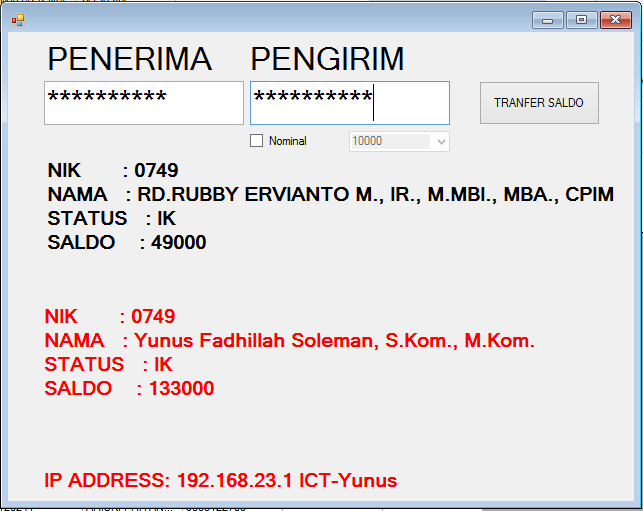 PENERIMA PENGIRIM
********** **********
TRANFER SALDO
Nominal 10000
NIK : 0749
NAMA : RD.RUBBY ERVIANTO M., IR., M.MBI., MBA., CPIM
STATUS : IK
SALDO : 49000
NIK : 0749
NAMA : Yunus Fadhillah Soleman, S.Kom., M.Kom.
STATUS : IK
SALDO : 133000
IP ADDRESS: 192.168.23.1 ICT-Yunus